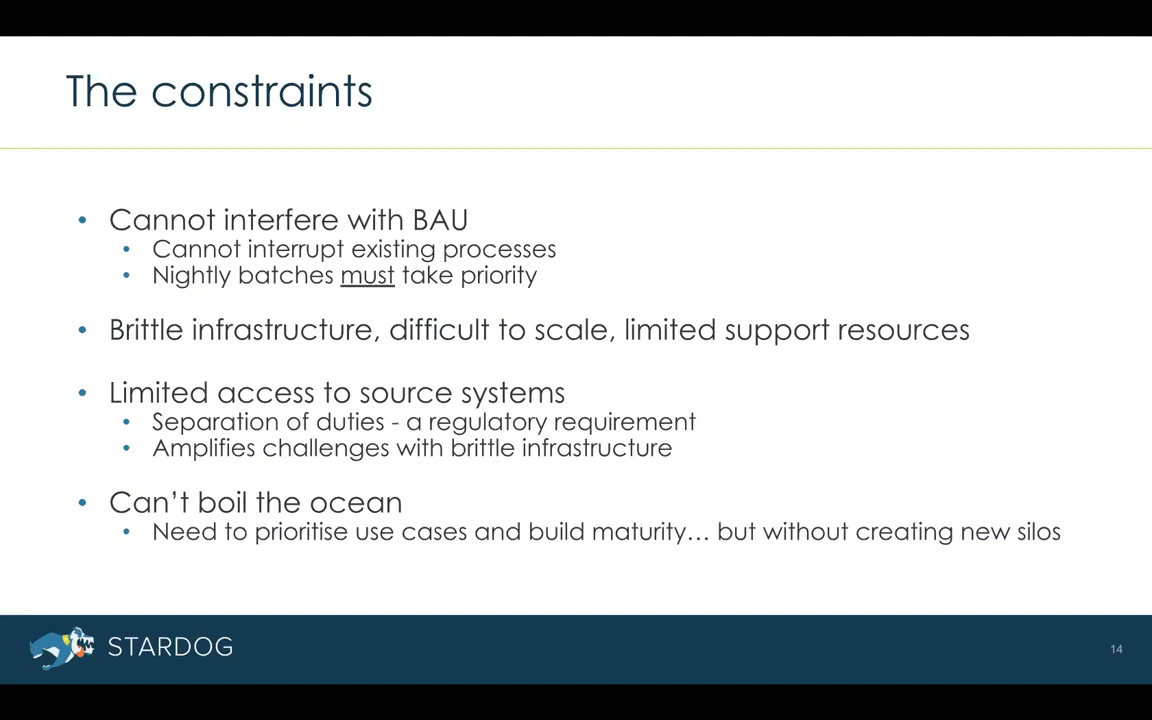 The constraints
• Cannot interfere with BAU
• Cannot interrupt existing processes
• Nightly batches must take priority
• Brittle infrastructure, difficult to scale, limited support resources
• Limited access to source systems
• Separation of duties - a regulatory requirement
• Amplifies challenges with brittle infrastructure
• Can’t boil the ocean
• Need to prioritise use cases and build maturity… but without creating new silos
STARDOG
14